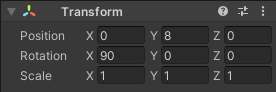 Transform
Position X 0 Y 8 Z 0
Rotation X 90 Y 0 Z 0
Scale X 1 Y 1 Z 1